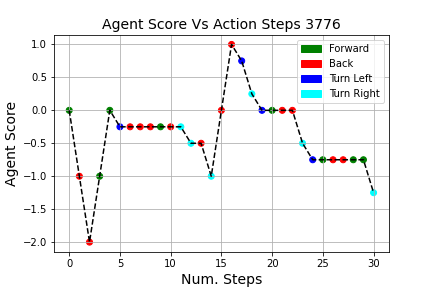 Agent Score Vs Action Steps 3776
Agent Score
1.0
0.5
0.0
−0.5
−1.0
−1.5
−2.0
Forward
Back
Turn Left
Turn Right
0 5 10 15 20 25 30
Num. Steps